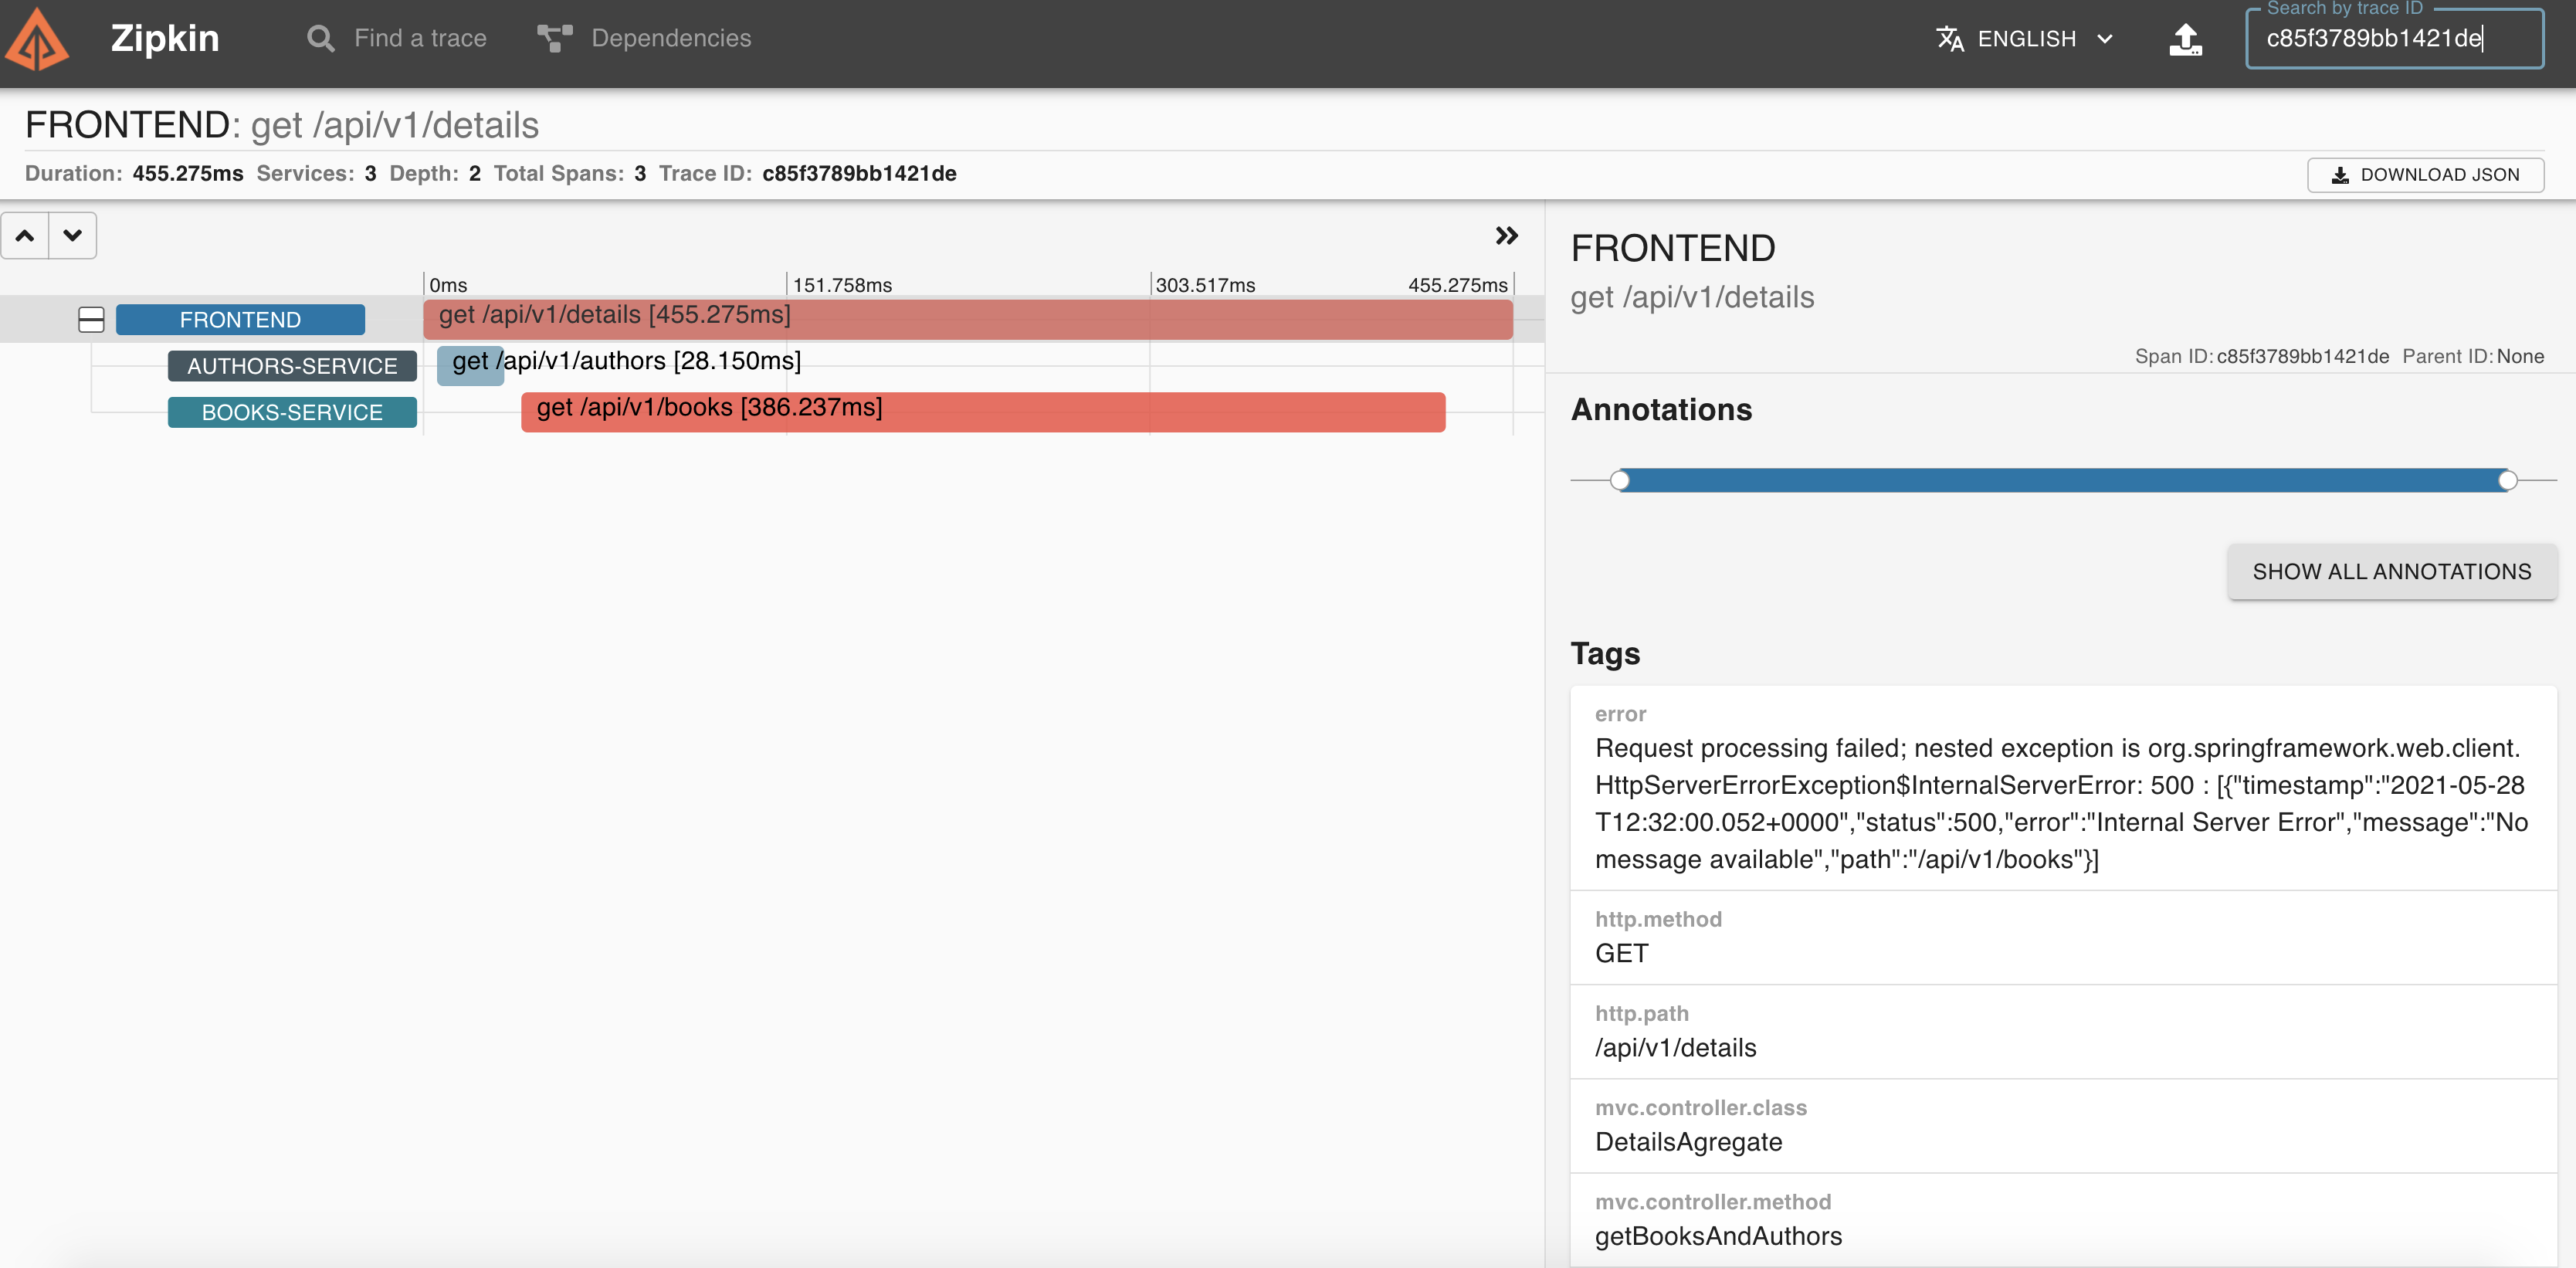 Zipkin
Find a trace
Dependencies
ENGLISH
Search by trace ID
c85f3789bb1421de
FRONTEND: get /api/v1/details
Duration: 455.275ms Services: 3 Depth: 2 Total Spans: 3 Trace ID: c85f3789bb1421de
DOWNLOAD JSON
0ms
151.758ms
303.517ms
455.275ms
FRONTEND
get /api/v1/details [455.275ms]
AUTHORS-SERVICE
get /api/v1/authors [28.150ms]
BOOKS-SERVICE
get /api/v1/books [386.237ms]
FRONTEND
get /api/v1/details
Span ID: c85f3789bb1421de Parent ID: None
Annotations
SHOW ALL ANNOTATIONS
Tags
error
Request processing failed; nested exception is org.springframework.web.client.
HttpServerErrorException$InternalServerError: 500 : [{"timestamp":"2021-05-28
T12:32:00.052+0000","status":500,"error":"Internal Server Error","message":"No
message available","path":"/api/v1/books"}]
http.method
GET
http.path
/api/v1/details
mvc.controller.class
DetailsAgregate
mvc.controller.method
getBooksAndAuthors